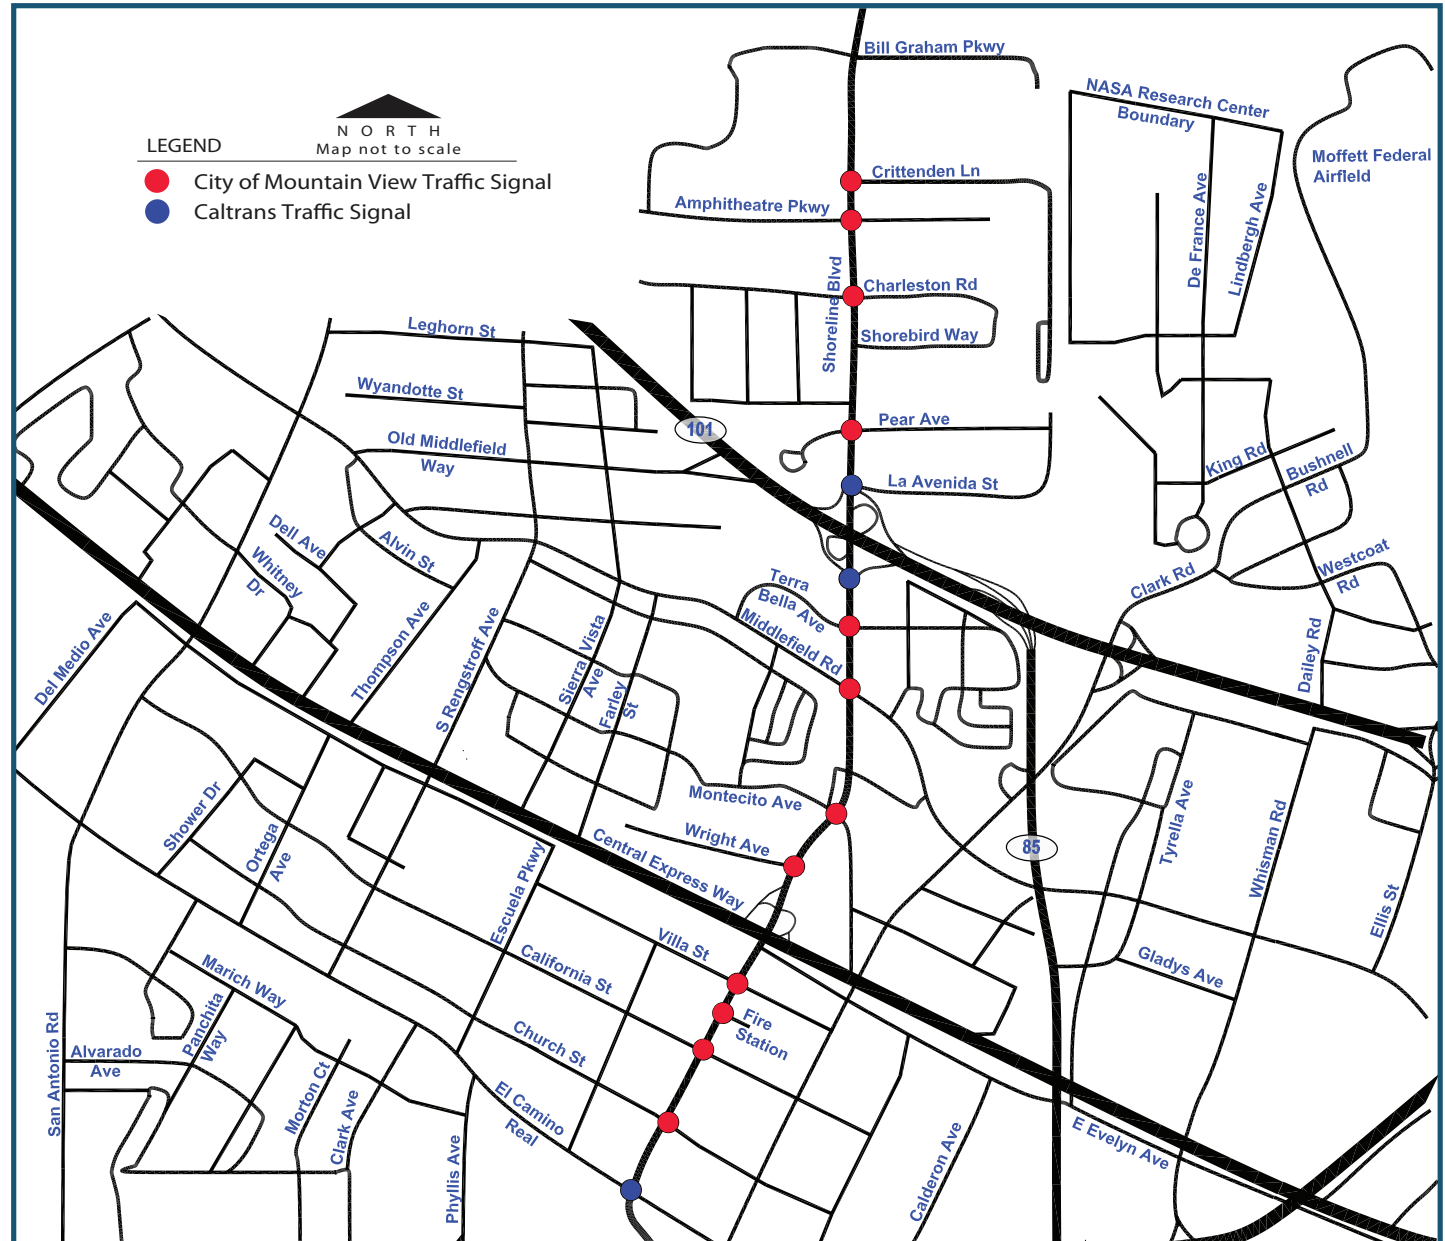 Bill Graham Pkwy
NASA Research Center
Boundary
NORTH
Map not to scale
LEGEND
City of Mountain View Traffic Signal
Caltrans Traffic Signal
Moffett Federal
Airfleld
Crittenden Ln
Amphitheatre Pkwy
De France Ave
Lindbergh Ave
Shoreline Blvd
Charleston Rd
Shorebird Way
Leghorn St
Wyandotte St
101
Pear Ave
Old Middlefield
Way
La Avenida St
King Rd
Bushnell
Rd
Dell Ave
Whitney
Dr
Alvin St
Terra
Bella Ave
Middlefield Rd
Clark Rd
Westcoat
Rd
Del Medio Ave
Thompson Ave
S Rengstroff Ave
Sierra Vista
Ave
Farley
St
Dailey Rd
Montecito Ave
Shower Dr
Ortega
Ave
Wright Ave
Central Express Way
85
Tyrella Ave
Whisman Rd
Ellis St
Escuela Pkwy
Villa St
California St
Gladys Ave
Marich Way
Panchita
Way
Fire
Station
Church St
San Antonio Rd
Alvarado
Ave
Morton Ct
Clark Ave
El Camino
Real
Phyllis Ave
Calderon Ave
E Evelyn Ave